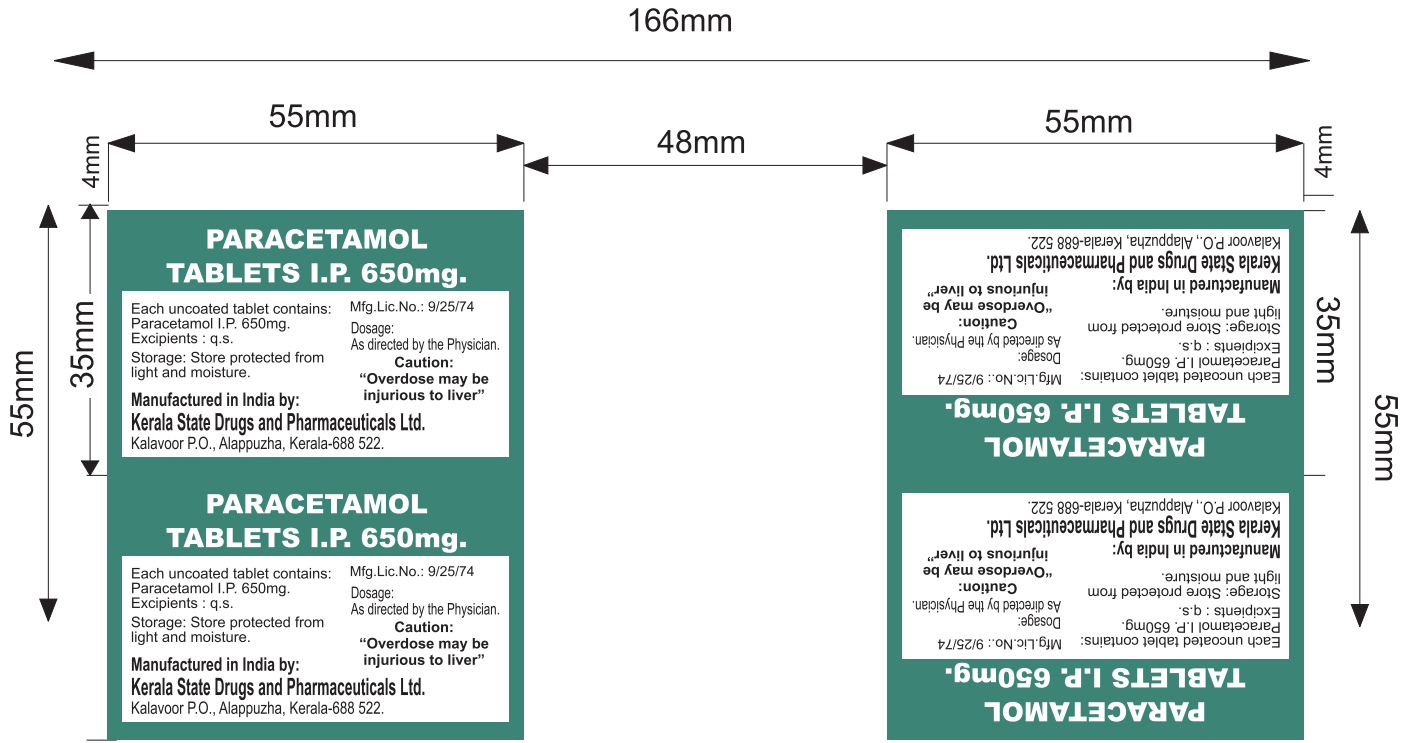 166mm
55mm
48mm
55mm
4mm
4mm
55mm
35mm
35mm
55mm
PARACETAMOL
TABLETS I.P. 650mg.
Each uncoated tablet contains:
Paracetamol I.P. 650mg.
Excipients : q.s.
Storage: Store protected from
light and moisture.
Mfg.Lic.No.: 9/25/74
Dosage:
As directed by the Physician.
Caution:
“Overdose may be
injurious to liver”
Manufactured in India by:
Kerala State Drugs and Pharmaceuticals Ltd.
Kalavoor P.O., Alappuzha, Kerala-688 522.
PARACETAMOL
TABLETS I.P. 650mg.
Each uncoated tablet contains:
Paracetamol I.P. 650mg.
Excipients : q.s.
Storage: Store protected from
light and moisture.
Mfg.Lic.No.: 9/25/74
Dosage:
As directed by the Physician.
Caution:
“Overdose may be
injurious to liver”
Manufactured in India by:
Kerala State Drugs and Pharmaceuticals Ltd.
Kalavoor P.O., Alappuzha, Kerala-688 522.
PARACETAMOL
TABLETS I.P. 650mg.
Each uncoated tablet contains:
Paracetamol I.P. 650mg.
Excipients : q.s.
Storage: Store protected from
light and moisture.
Mfg.Lic.No.: 9/25/74
Dosage:
As directed by the Physician.
Caution:
“Overdose may be
injurious to liver”
Manufactured in India by:
Kerala State Drugs and Pharmaceuticals Ltd.
Kalavoor P.O., Alappuzha, Kerala-688 522.
PARACETAMOL
TABLETS I.P. 650mg.
Each uncoated tablet contains:
Paracetamol I.P. 650mg.
Excipients : q.s.
Storage: Store protected from
light and moisture.
Mfg.Lic.No.: 9/25/74
Dosage:
As directed by the Physician.
Caution:
“Overdose may be
injurious to liver”
Manufactured in India by:
Kerala State Drugs and Pharmaceuticals Ltd.
Kalavoor P.O., Alappuzha, Kerala-688 522.